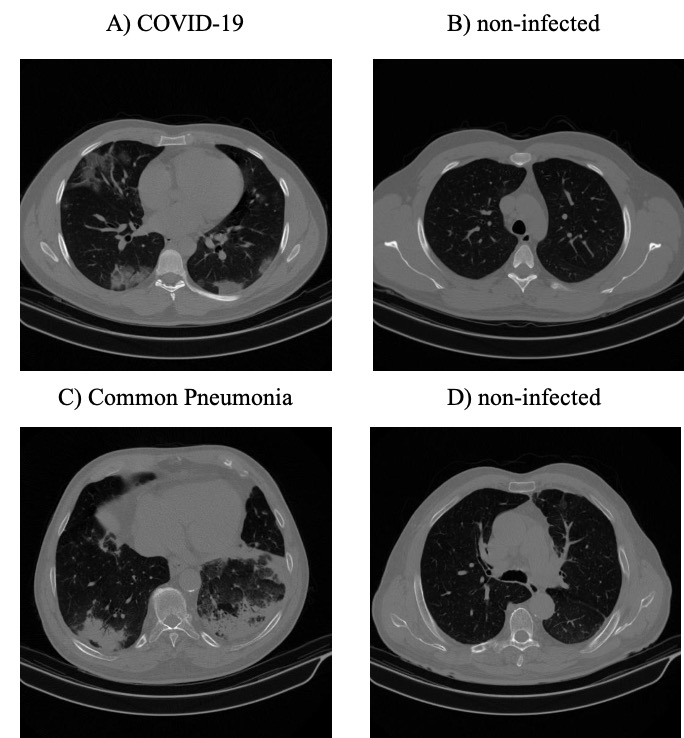 A) COVID-19
B) non-infected
C) Common Pneumonia
D) non-infected